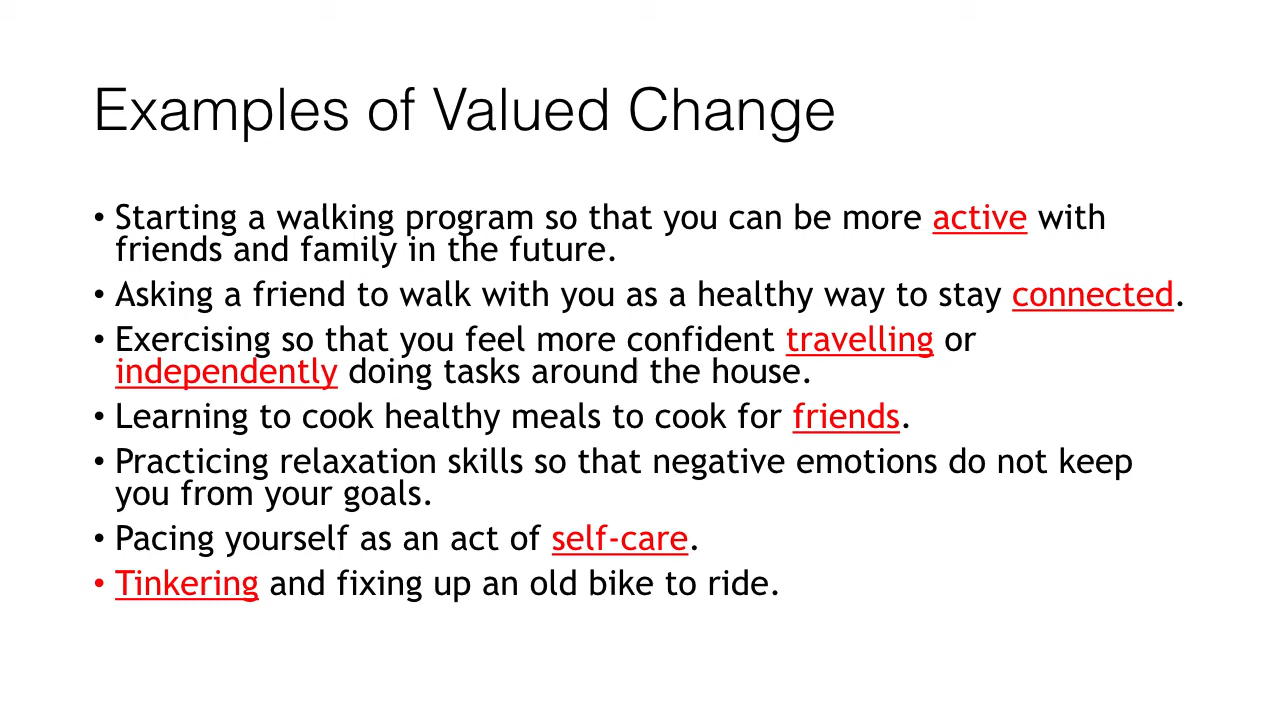 Examples of Valued Change
• Starting a walking program so that you can be more active with
friends and family in the future.
• Asking a friend to walk with you as a healthy way to stay connected.
• Exercising so that you feel more confident travelling or
independently doing tasks around the house.
• Learning to cook healthy meals to cook for friends.
• Practicing relaxation skills so that negative emotions do not keep
you from your goals.
• Pacing yourself as an act of self-care.
• Tinkering and fixing up an old bike to ride.